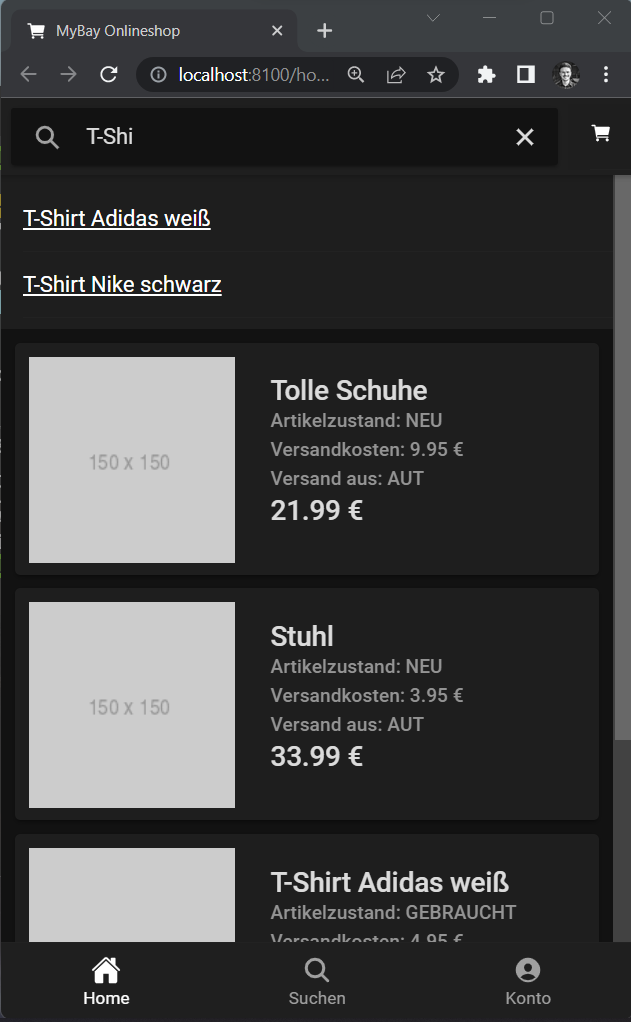 MyBay Onlineshop
localhost:8100/ho...
T-Shi
T-Shirt Adidas weiß
T-Shirt Nike schwarz
150 x 150
Tolle Schuhe
Artikelzustand: NEU
Versandkosten: 9.95 €
Versand aus: AUT
21.99 €
150 x 150
Stuhl
Artikelzustand: NEU
Versandkosten: 3.95 €
Versand aus: AUT
33.99 €
T-Shirt Adidas weiß
Artikelzustand: GEBRAUCHT
Versandkosten: 4.95 €
Home
Suchen
Konto